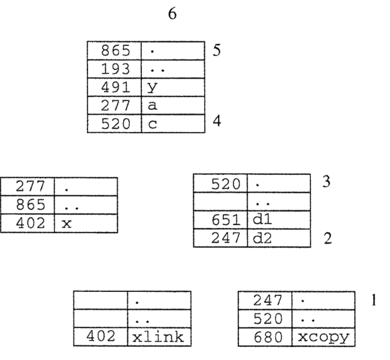 6
865 . 5
193 ..
491 y
277 a
520 c 4
277 .
865 ..
402 x
520 . 3
..
651 d1
247 d2 2
.
..
402 xlink
247 . 1
520 ..
680 xcopy